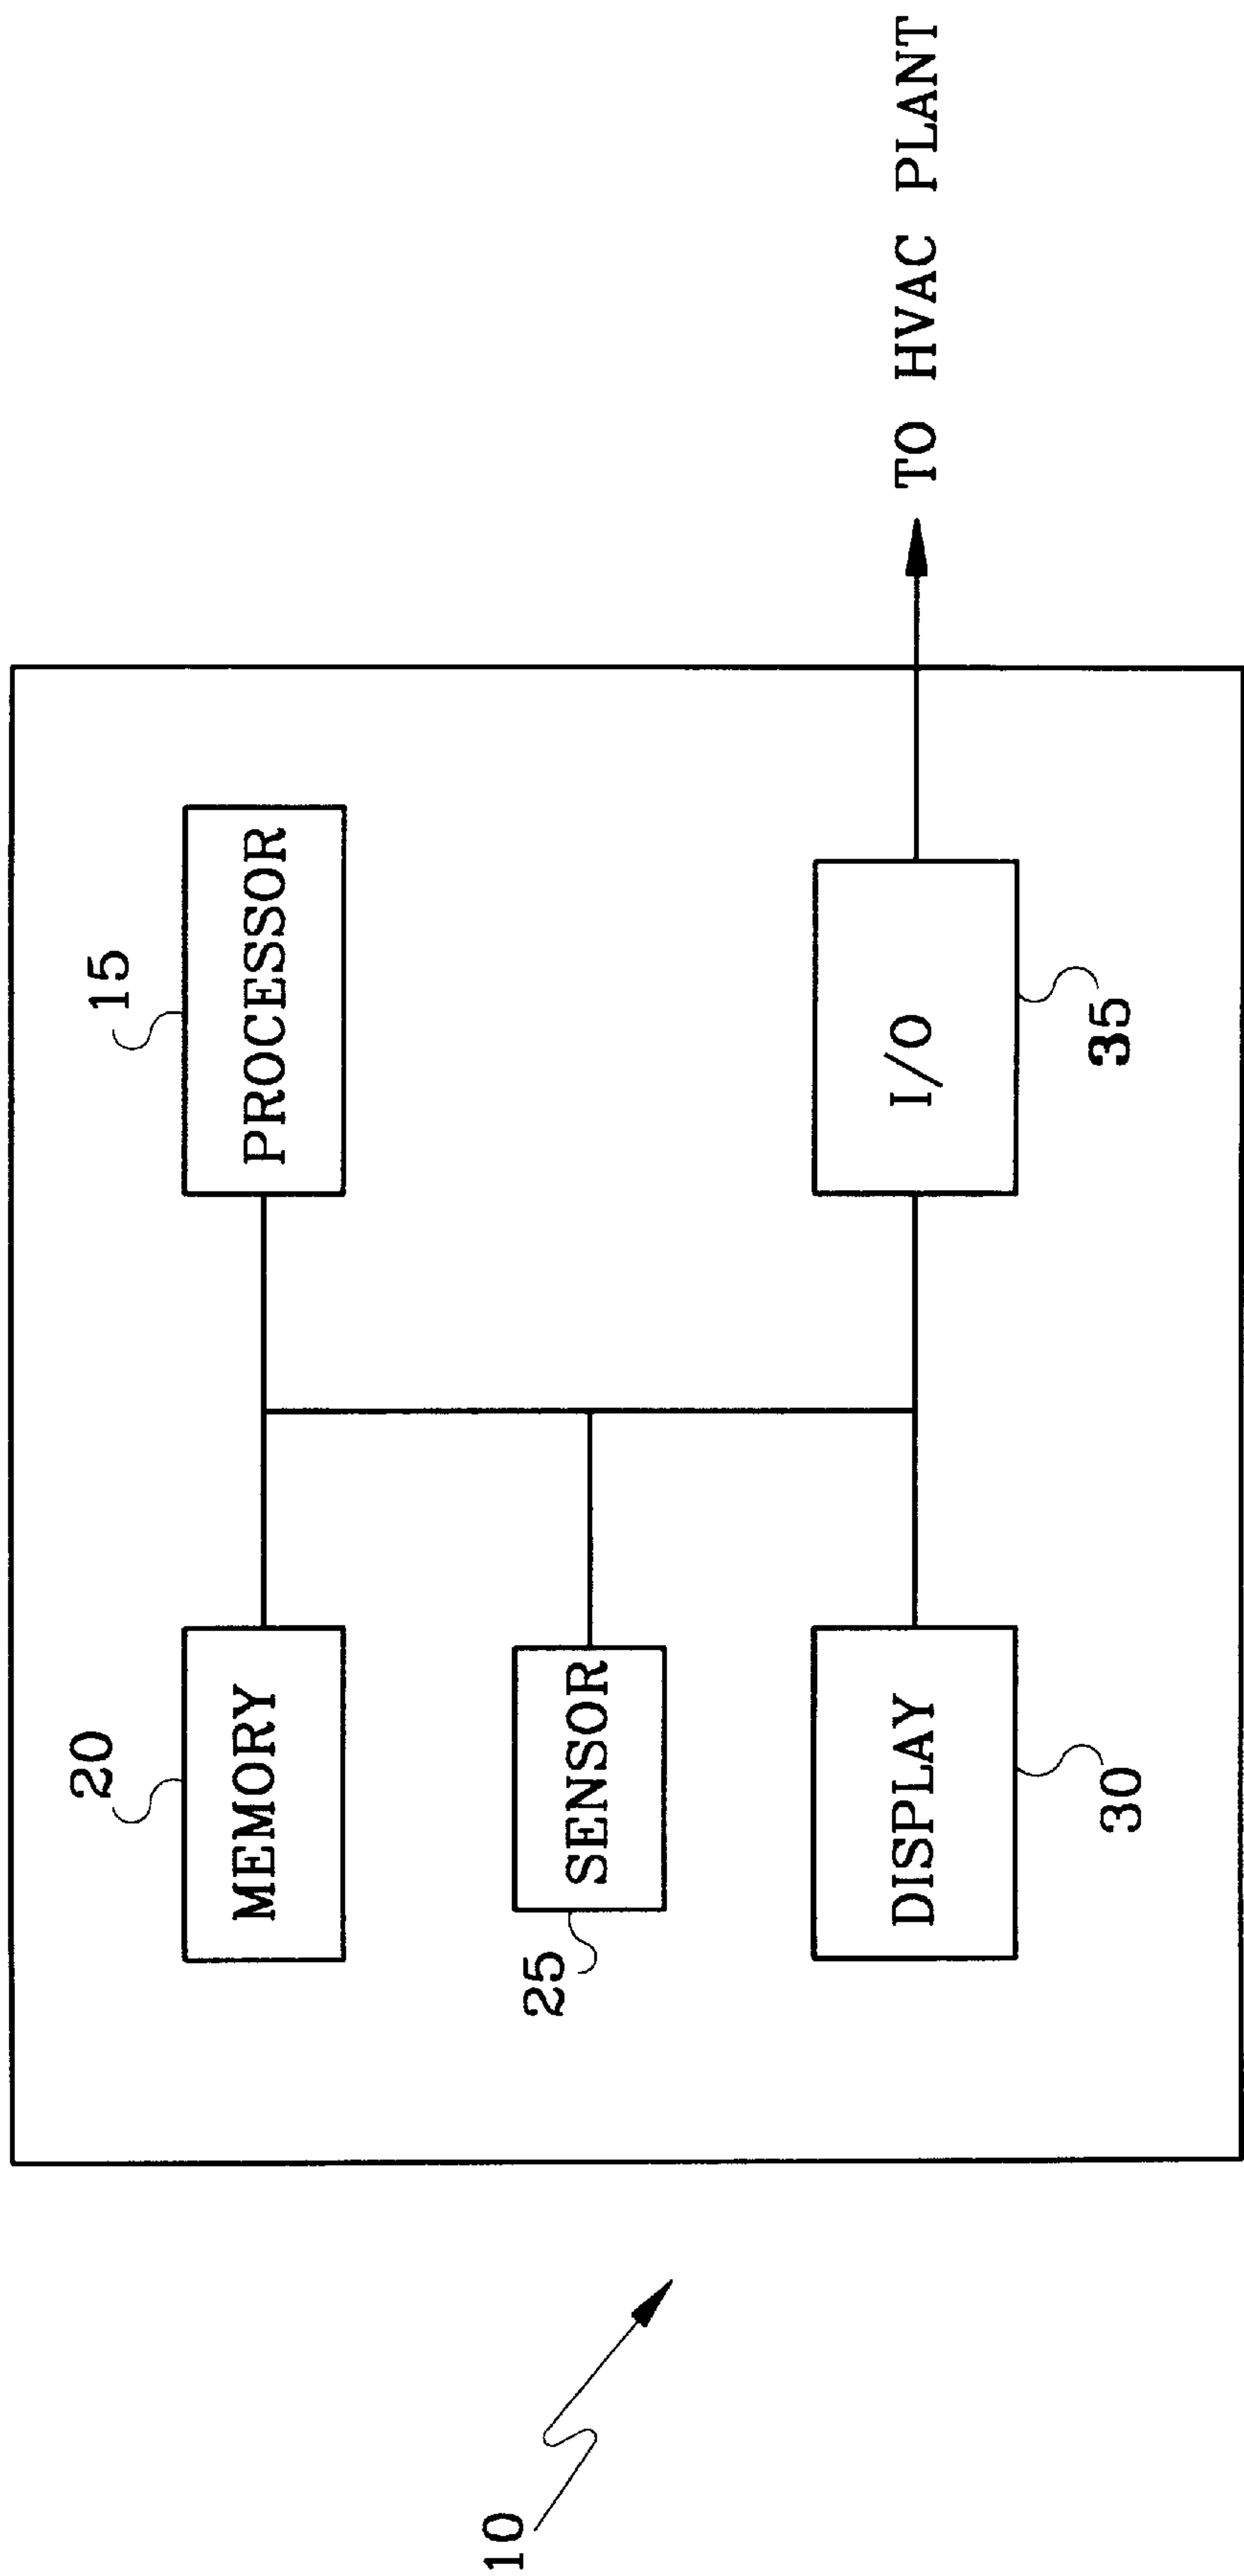 10
20
MEMORY
15
PROCESSOR
25
SENSOR
DISPLAY
30
I/O
35
TO HVAC PLANT